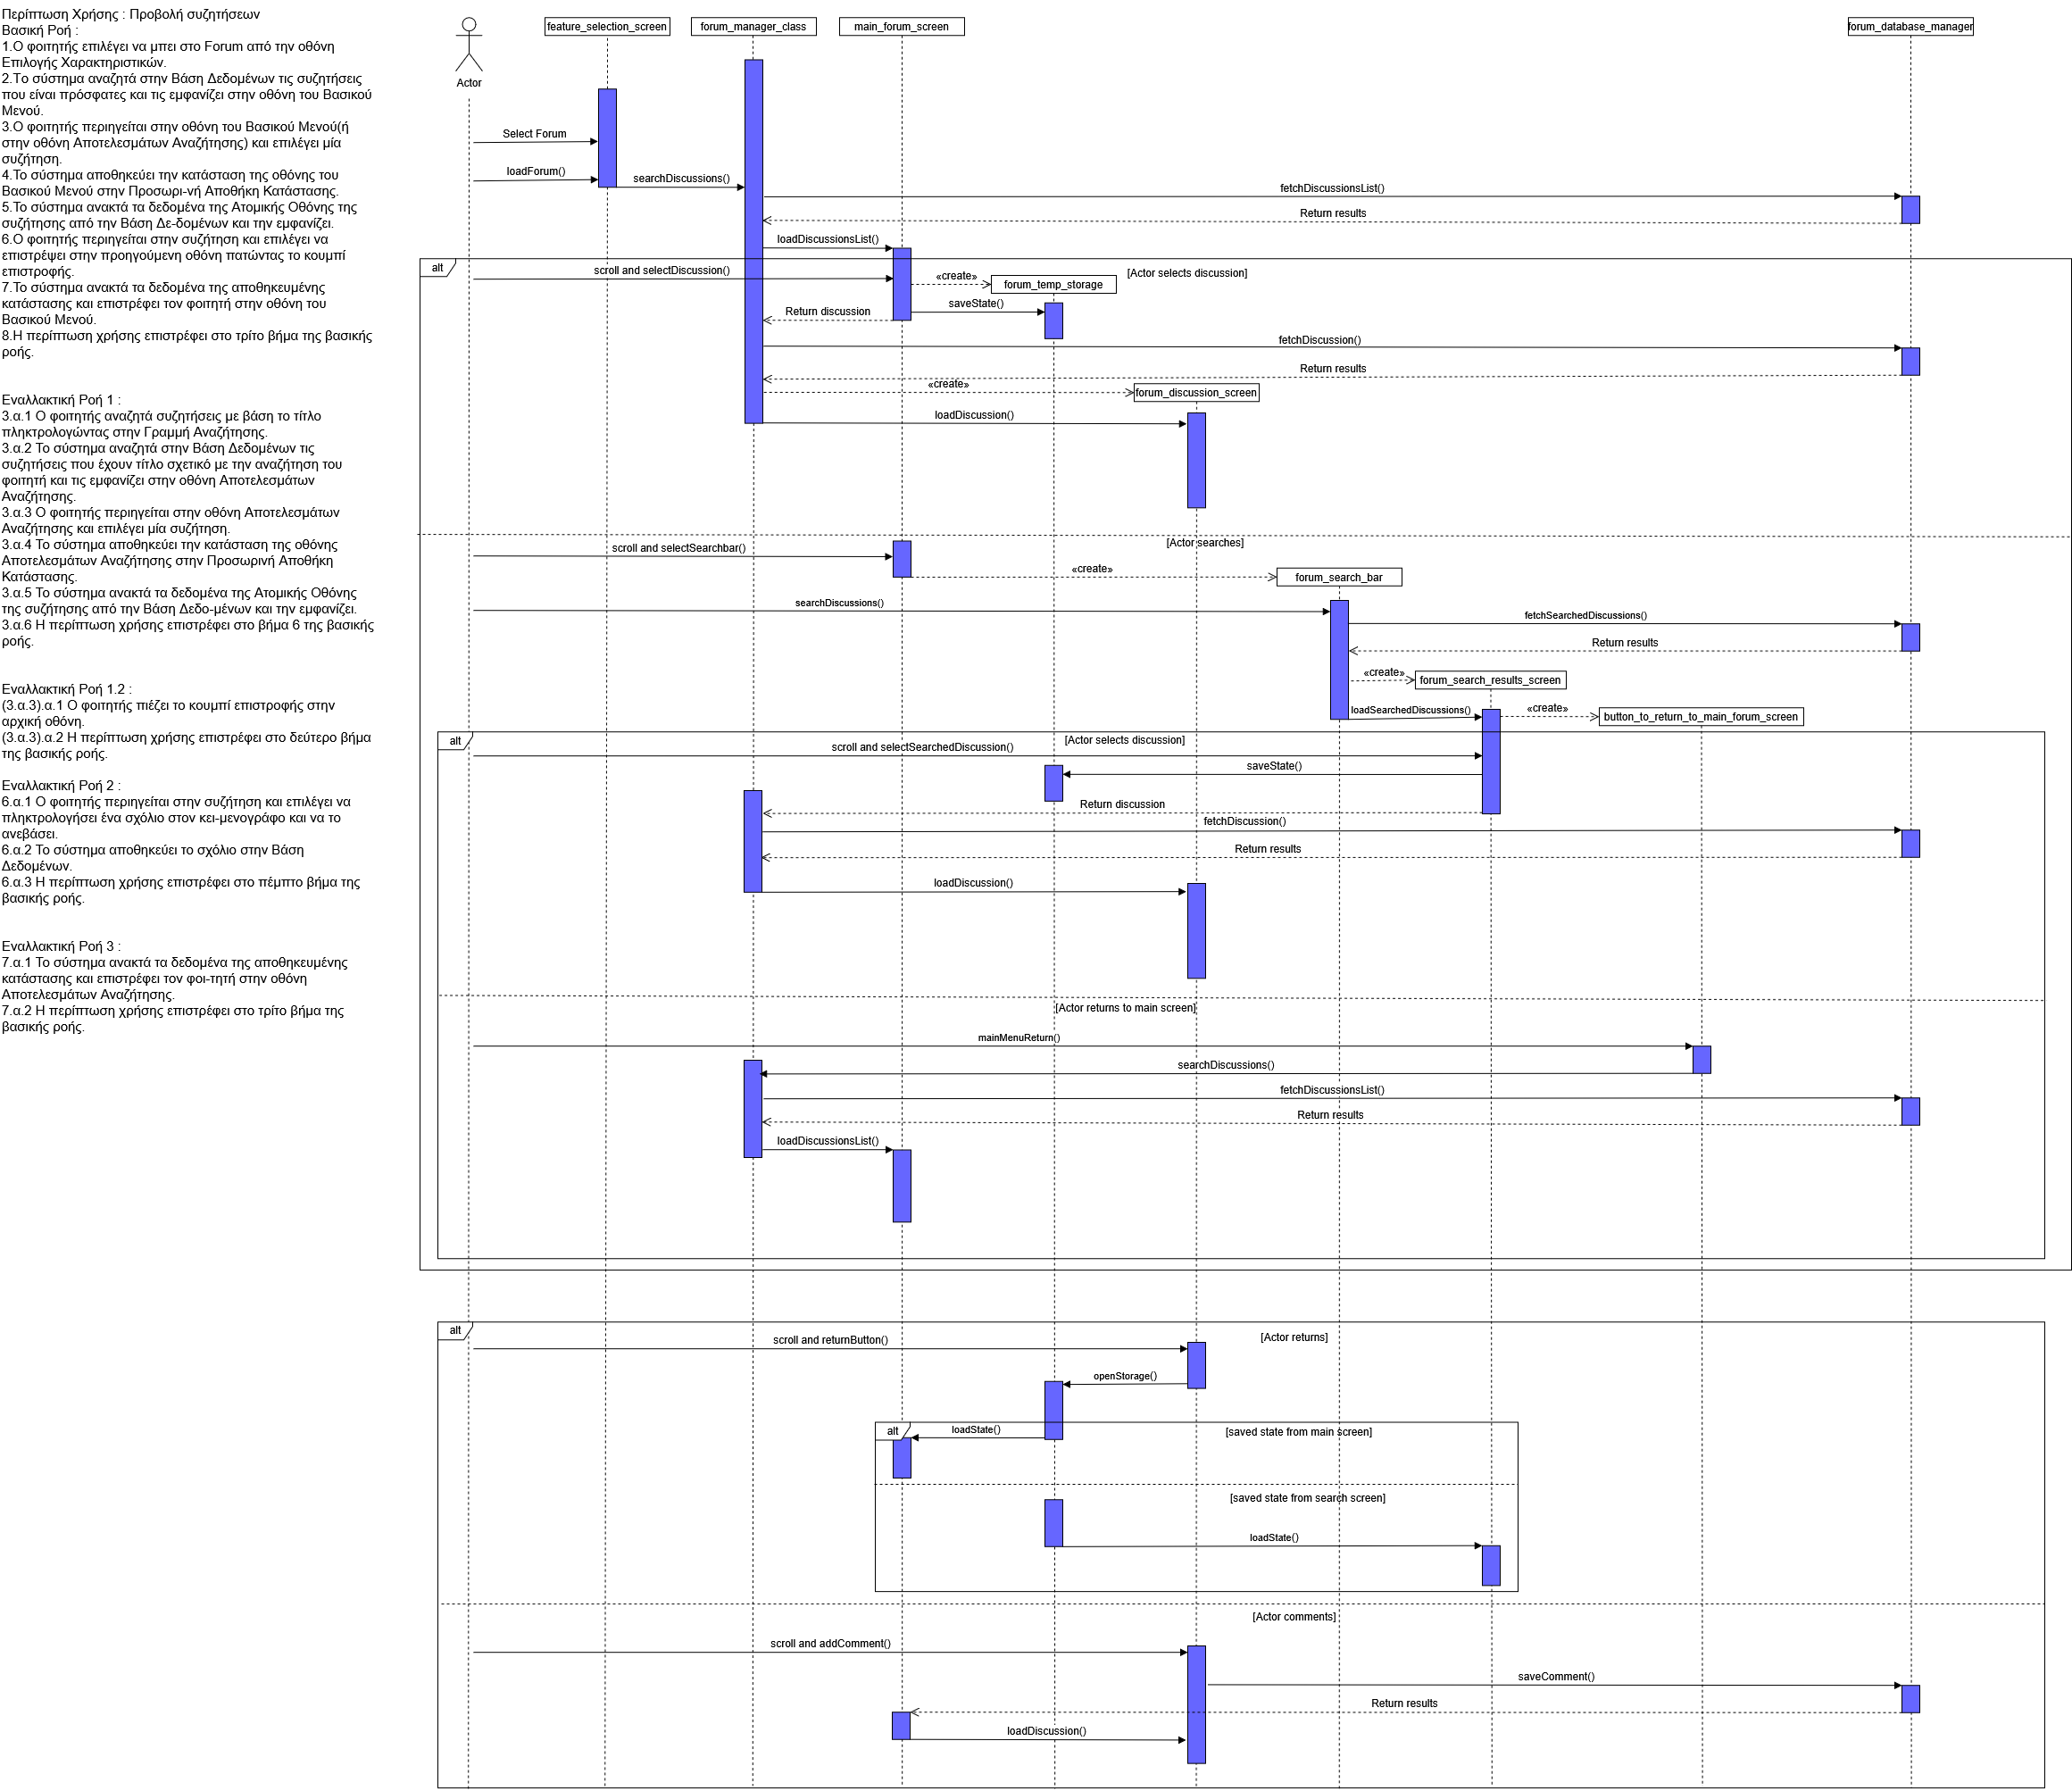 Περίπτωση Χρήσης : Προβολή συζητήσεων
Βασική Ροή :
1.Ο φοιτητής επιλέγει να μπει στο Forum από την οθόνη
Επιλογής Χαρακτηριστικών.
2.Το σύστημα αναζητά στην Βάση Δεδομένων τις συζητήσεις
που είναι πρόσφατες και τις εμφανίζει στην οθόνη του Βασικού
Μενού.
3.Ο φοιτητής περιηγείται στην οθόνη του Βασικού Μενού(ή
στην οθόνη Αποτελεσμάτων Αναζήτησης) και επιλέγει μία
συζήτηση.
4.Το σύστημα αποθηκεύει την κατάσταση της οθόνης του
Βασικού Μενού στην Προσωρι-νή Αποθήκη Κατάστασης.
5.Το σύστημα ανακτά τα δεδομένα της Ατομικής Οθόνης της
συζήτησης από την Βάση Δε-δομένων και την εμφανίζει.
6.Ο φοιτητής περιηγείται στην συζήτηση και επιλέγει να
επιστρέψει στην προηγούμενη οθόνη πατώντας το κουμπί
επιστροφής.
7.Το σύστημα ανακτά τα δεδομένα της αποθηκευμένης
κατάστασης και επιστρέφει τον φοιτητή στην οθόνη του
Βασικού Μενού.
8.Η περίπτωση χρήσης επιστρέφει στο τρίτο βήμα της βασικής
ροής.
Εναλλακτική Ροή 1 :
3.α.1 Ο φοιτητής αναζητά συζητήσεις με βάση το τίτλο
πληκτρολογώντας στην Γραμμή Αναζήτησης.
3.α.2 Το σύστημα αναζητά στην Βάση Δεδομένων τις
συζητήσεις που έχουν τίτλο σχετικό με την αναζήτηση του
φοιτητή και τις εμφανίζει στην οθόνη Αποτελεσμάτων
Αναζήτησης.
3.α.3 Ο φοιτητής περιηγείται στην οθόνη Αποτελεσμάτων
Αναζήτησης και επιλέγει μία συζήτηση.
3.α.4 Το σύστημα αποθηκεύει την κατάσταση της οθόνης
Αποτελεσμάτων Αναζήτησης στην Προσωρινή Αποθήκη
Κατάστασης.
3.α.5 Το σύστημα ανακτά τα δεδομένα της Ατομικής Οθόνης
της συζήτησης από την Βάση Δεδο-μένων και την εμφανίζει.
3.α.6 Η περίπτωση χρήσης επιστρέφει στο βήμα 6 της βασικής
ροής.
Εναλλακτική Ροή 1.2 :
(3.α.3).α.1 Ο φοιτητής πιέζει το κουμπί επιστροφής στην
αρχική οθόνη.
(3.α.3).α.2 Η περίπτωση χρήσης επιστρέφει στο δεύτερο βήμα
της βασικής ροής.
Εναλλακτική Ροή 2 :
6.α.1 Ο φοιτητής περιηγείται στην συζήτηση και επιλέγει να
πληκτρολογήσει ένα σχόλιο στον κει-μενογράφο και να το
ανεβάσει.
6.α.2 Το σύστημα αποθηκεύει το σχόλιο στην Βάση
Δεδομένων.
6.α.3 Η περίπτωση χρήσης επιστρέφει στο πέμπτο βήμα της
βασικής ροής.
Εναλλακτική Ροή 3 :
7.α.1 Το σύστημα ανακτά τα δεδομένα της αποθηκευμένης
κατάστασης και επιστρέφει τον φοι-τητή στην οθόνη
Αποτελεσμάτων Αναζήτησης.
7.α.2 Η περίπτωση χρήσης επιστρέφει στο τρίτο βήμα της
βασικής ροής.
Actor
feature_selection_screen
forum_manager_class
main_forum_screen
forum_database_manager
Select Forum
loadForum()
searchDiscussions()
fetchDiscussionsList()
Return results
loadDiscussionsList()
alt
[Actor selects discussion]
scroll and selectDiscussion()
«create»
forum_temp_storage
saveState()
Return discussion
fetchDiscussion()
Return results
«create»
forum_discussion_screen
loadDiscussion()
[Actor searches]
scroll and selectSearchbar()
«create»
forum_search_bar
searchDiscussions()
fetchSearchedDiscussions()
Return results
«create»
forum_search_results_screen
loadSearchedDiscussions()
«create»
button_to_return_to_main_forum_screen
alt
[Actor selects discussion]
scroll and selectSearchedDiscussion()
saveState()
Return discussion
fetchDiscussion()
Return results
loadDiscussion()
[Actor returns to main screen]
mainMenuReturn()
searchDiscussions()
fetchDiscussionsList()
Return results
loadDiscussionsList()
alt
[Actor returns]
scroll and returnButton()
openStorage()
alt
loadState()
[saved state from main screen]
[saved state from search screen]
loadState()
[Actor comments]
scroll and addComment()
saveComment()
Return results
loadDiscussion()